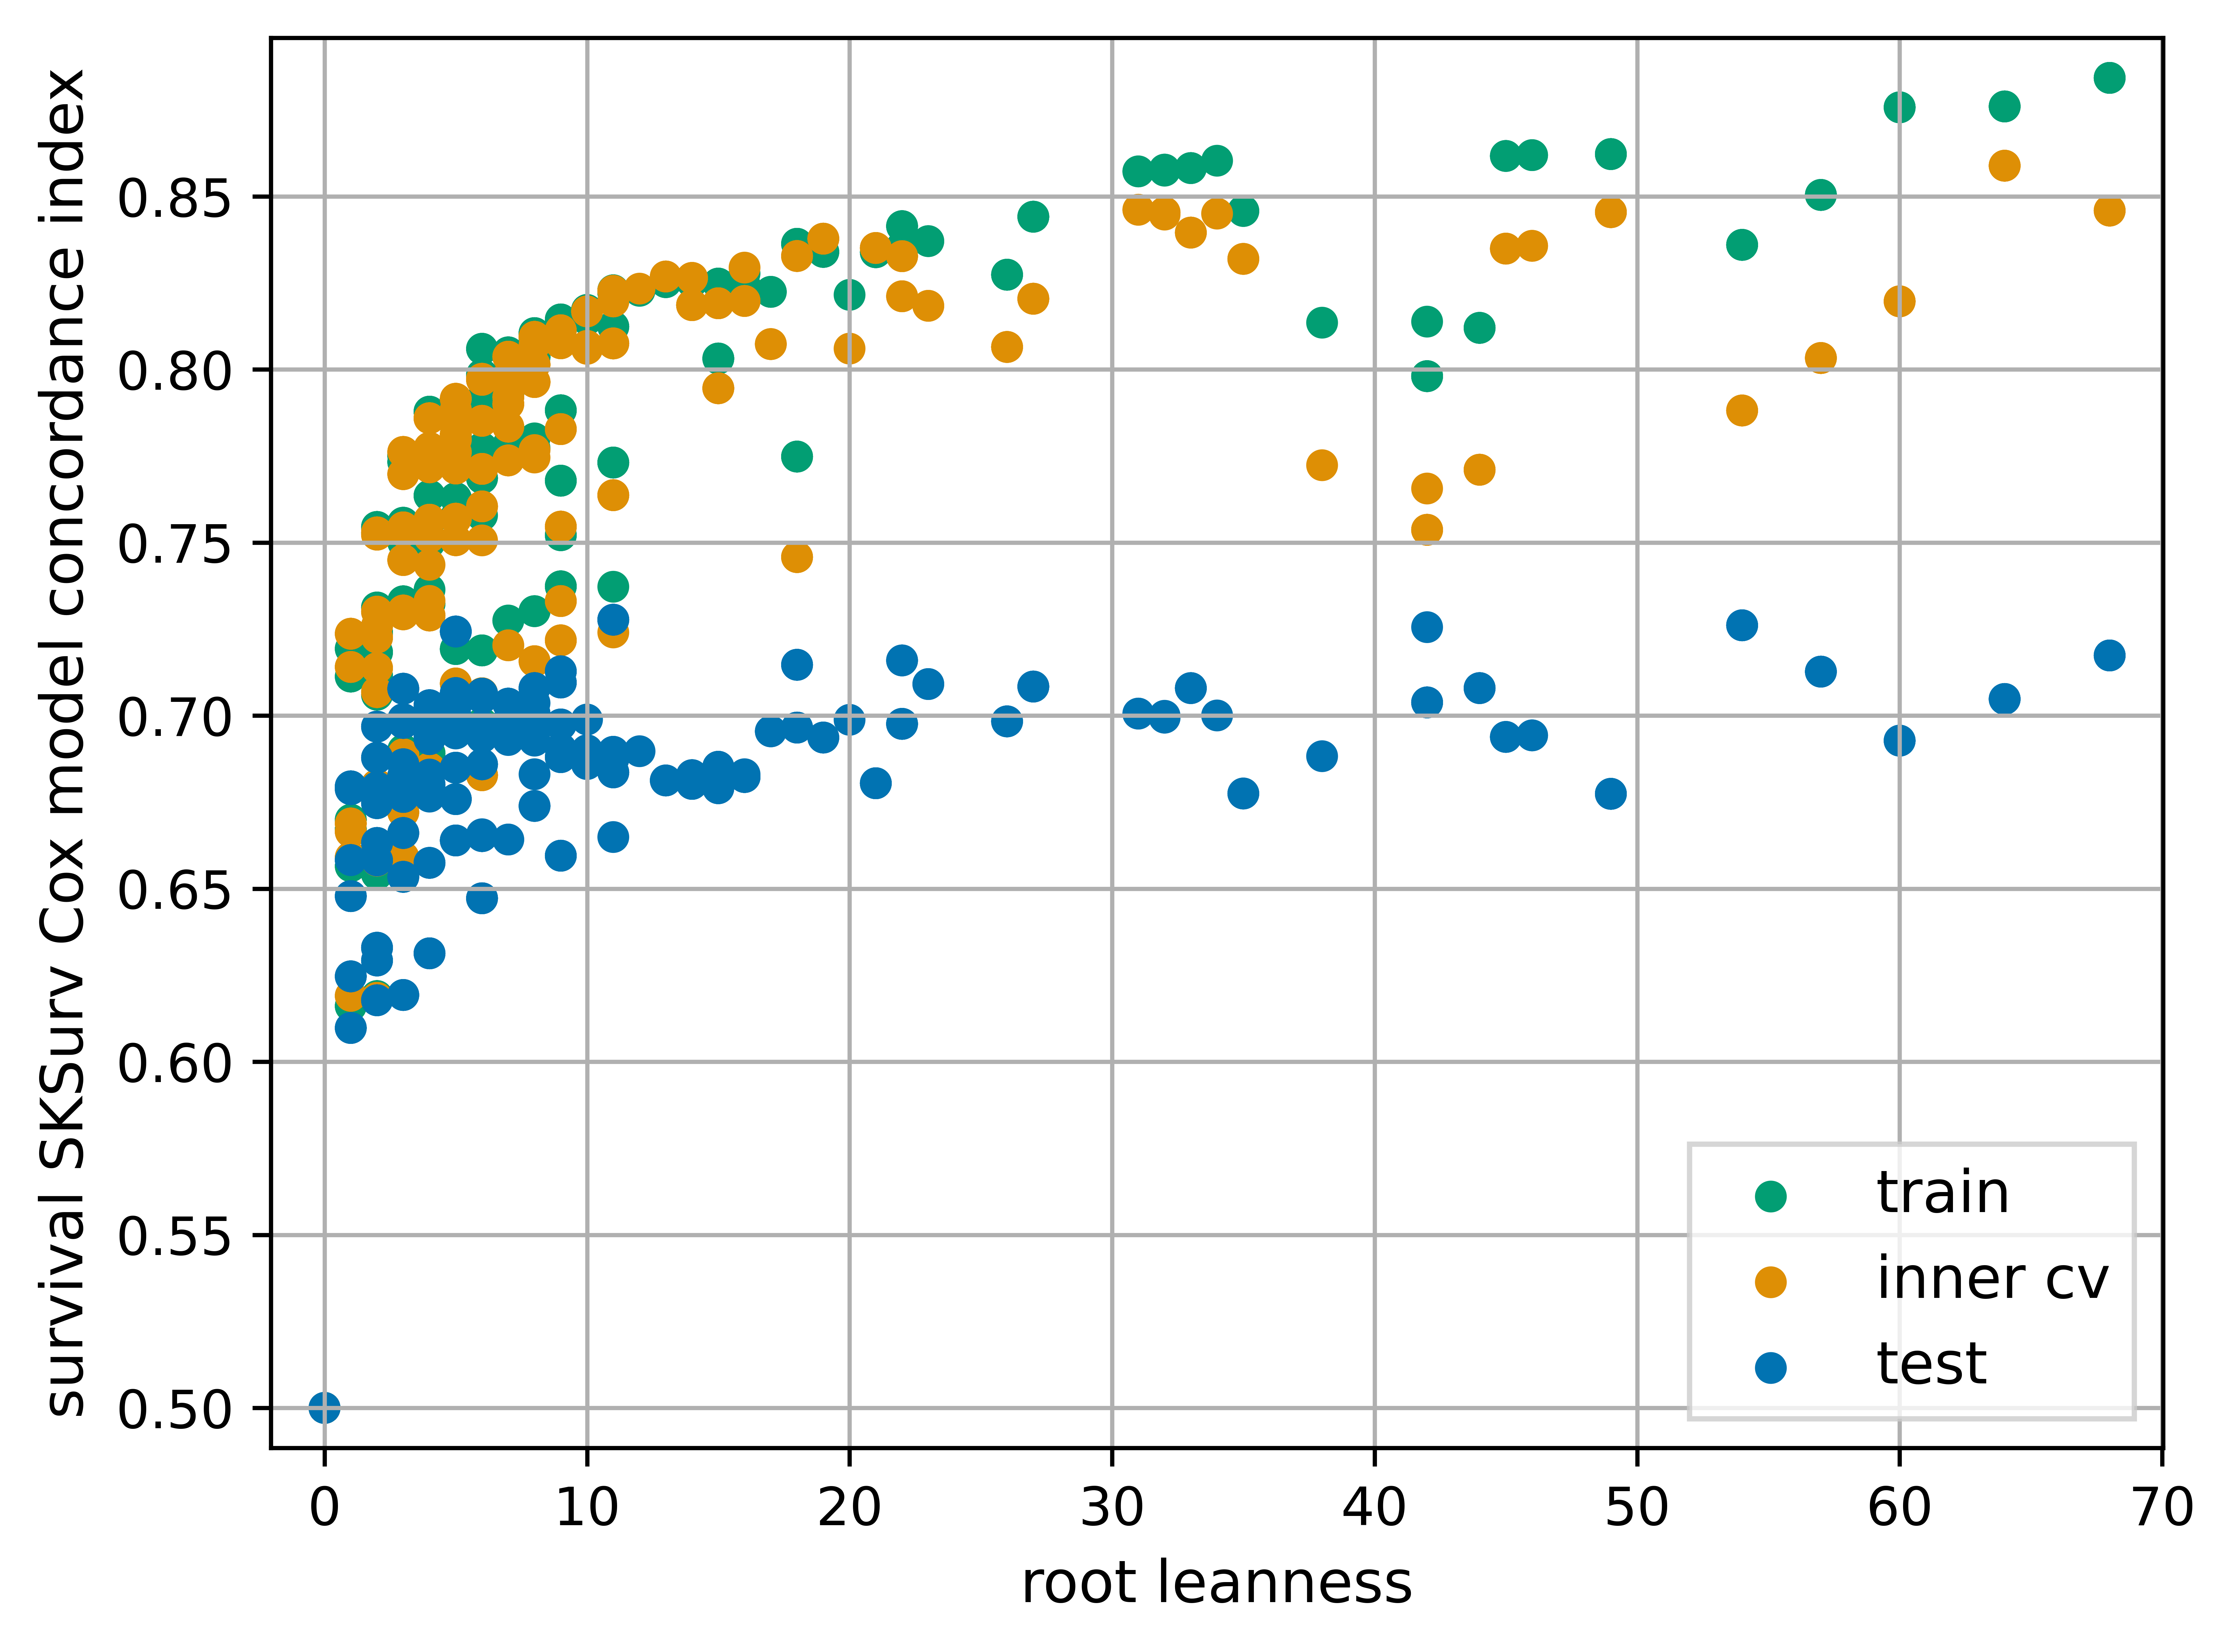 survival SKSurv Cox model concordance index
0.85
0.80
0.75
0.70
0.65
0.60
0.55
0.50
train
inner cv
test
0 10 20 30 40 50 60 70
root leanness